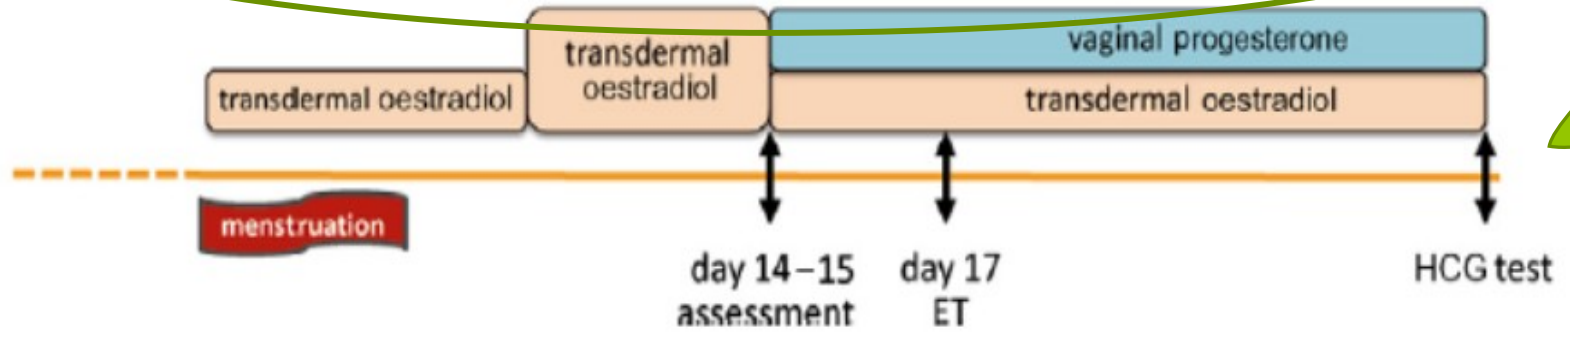 vaginal progesterone
transdermal
oestradiol
transdermal oestradiol
transdermal oestradiol
menstruation
day 14–15
assessment
day 17
ET
HCG test